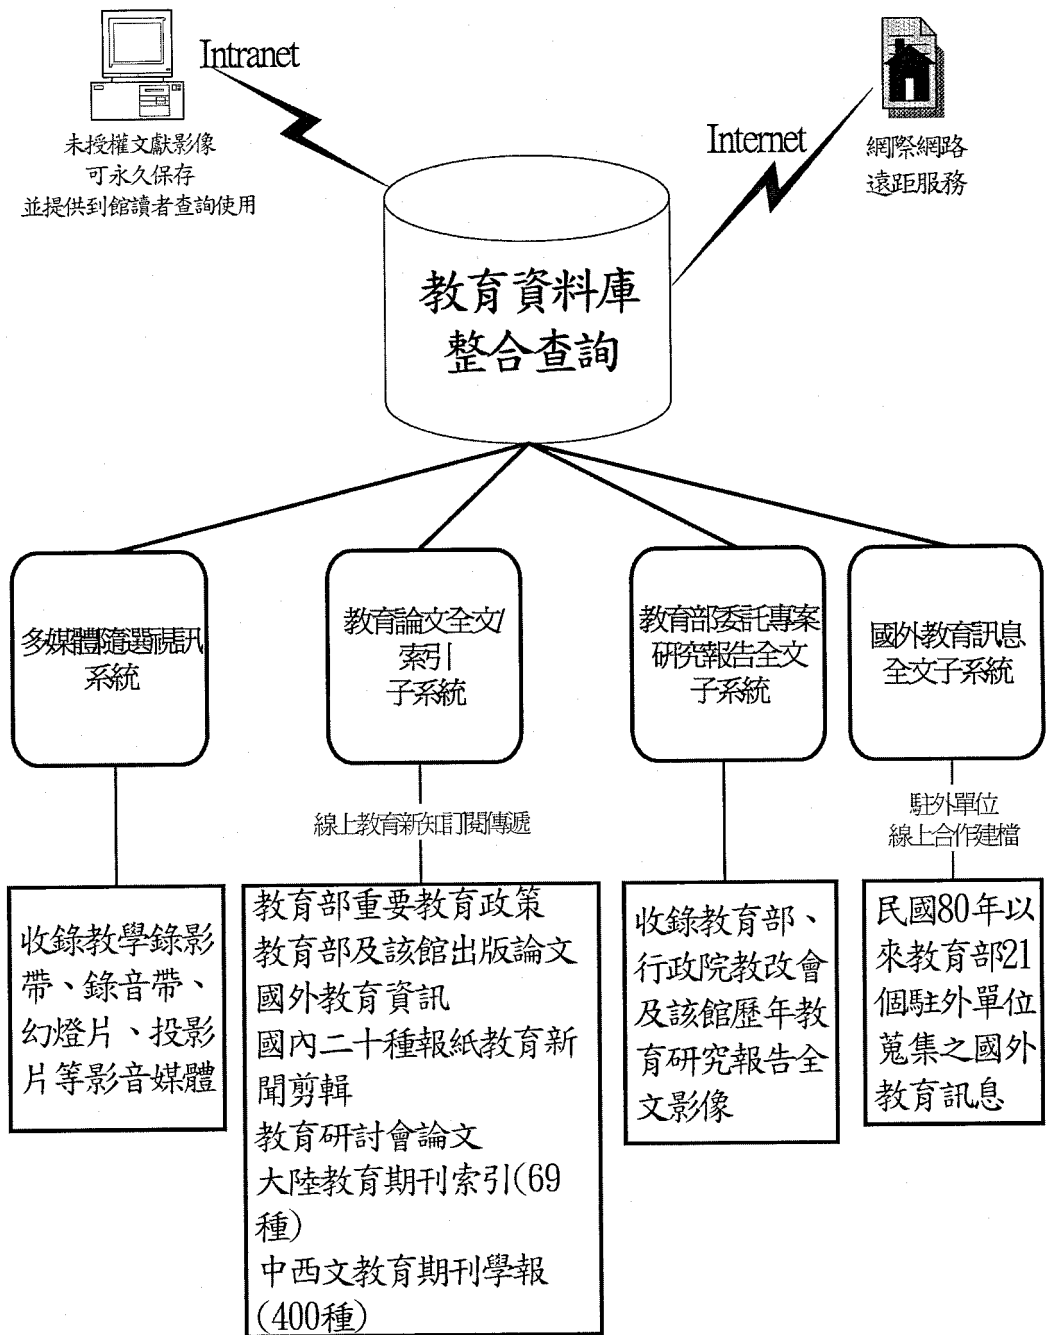 Intranet
未授權文獻影像
可永久保存
並提供到館讀者查詢使用
Internet
網際網路
遠距服務
教育資料庫
整合查詢
多媒體隨選視訊
系統
教育論文全文/
索引
子系統
教育部委託專案
研究報告全文
子系統
國外教育訊息
全文子系統
線上教育新知訂閱傳遞
駐外單位
線上合作建檔
收錄教學錄影
帶、錄音帶、
幻燈片、投影
片等影音媒體
教育部重要教育政策
教育部及該館出版論文
國外教育資訊
國內二十種報紙教育新
聞剪輯
教育研討會論文
大陸教育期刊索引(69
種)
中西文教育期刊學報
(400種)
收錄教育部、
行政院教改會
及該館歷年教
育研究報告全
文影像
民國80年以
來教育部21
個駐外單位
蒐集之國外
教育訊息